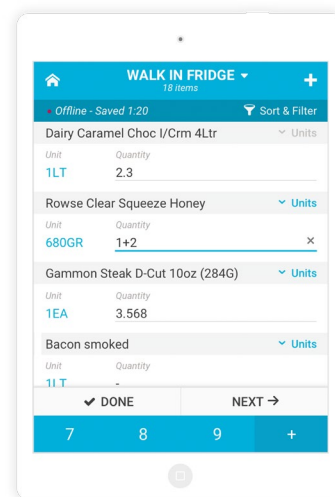 WALK IN FRIDGE
18 items
+
Offline - Saved 1:20
Sort & Filter
Dairy Caramel Choc I/Crm 4Ltr
Units
Unit
Quantity
1LT
2.3
Rowse Clear Squeeze Honey
Units
Unit
Quantity
680GR
1+2
×
Gammon Steak D-Cut 10oz (284G)
Units
Unit
Quantity
1EA
3.568
Bacon smoked
Units
Unit
Quantity
1LT
-
DONE
NEXT →
7 8 9 +